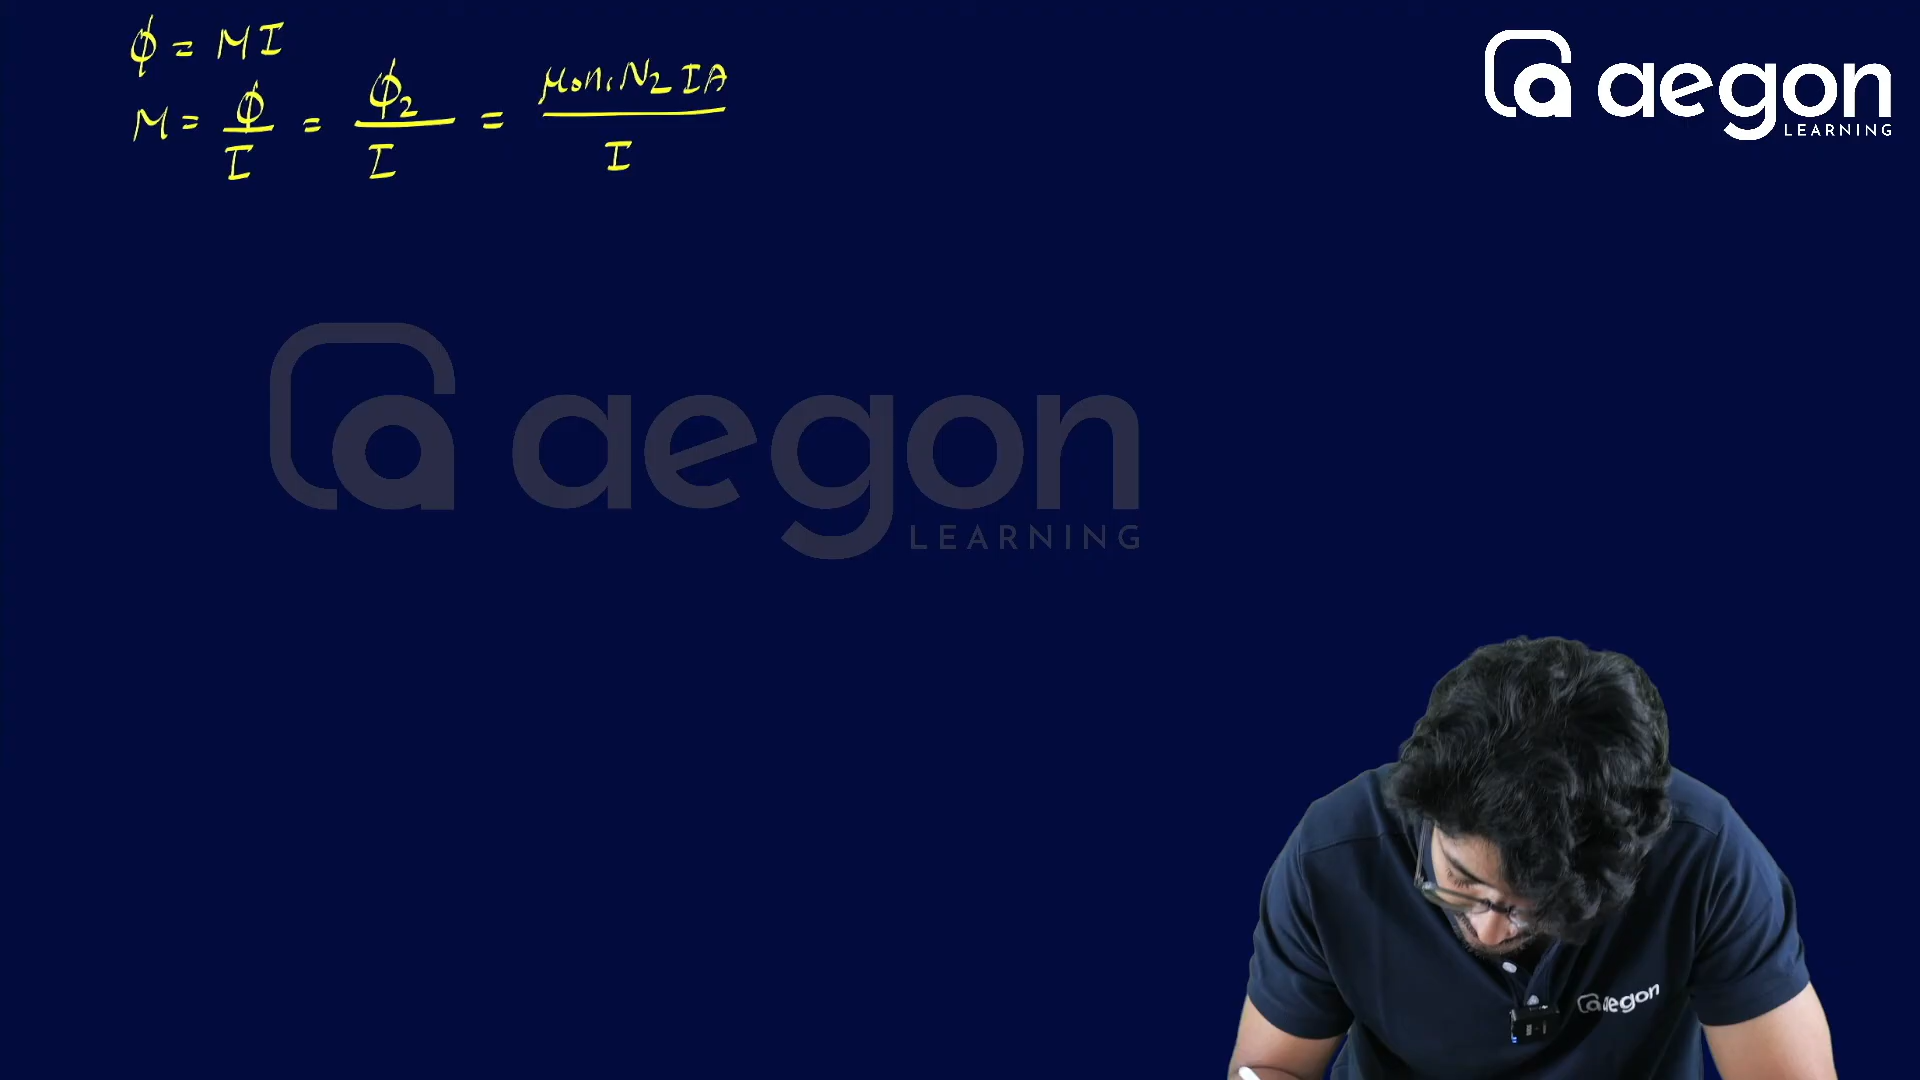 ϕ = MI
M = ϕ/I = ϕ₂/I = μ₀n₁N₂IA/I
aegon
LEARNING
aegon
LEARNING
aegon